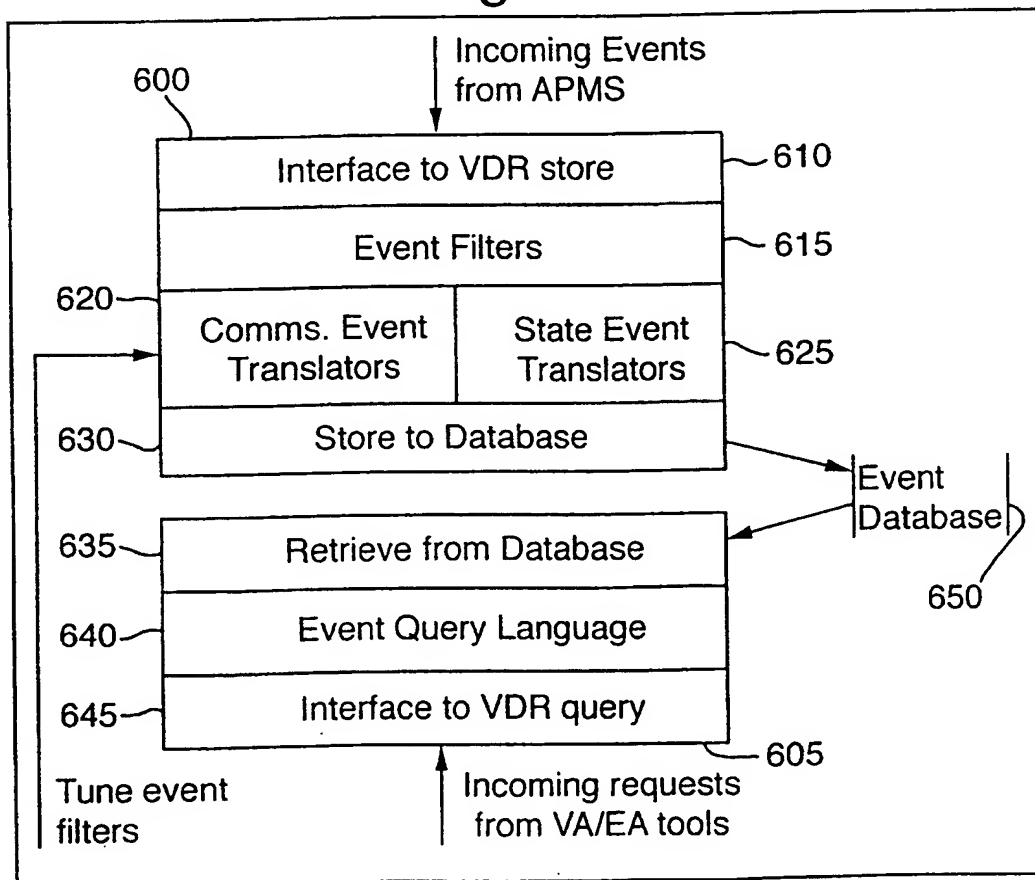 Incoming Events
from APMS
600
Interface to VDR store
610
Event Filters
615
620
Comms. Event
Translators
State Event
Translators
625
630
Store to Database
Event
Database
650
635
Retrieve from Database
640
Event Query Language
645
Interface to VDR query
605
Tune event
filters
Incoming requests
from VA/EA tools